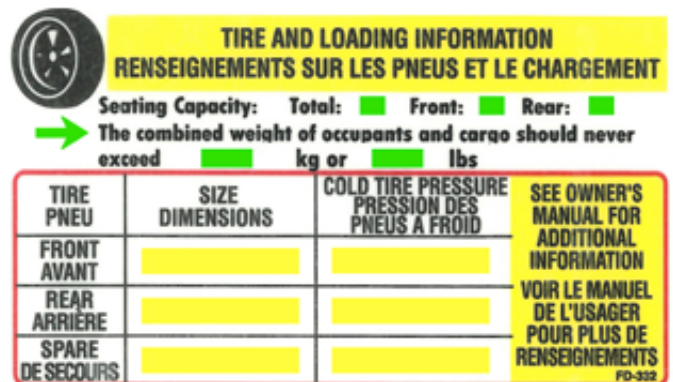 TIRE AND LOADING INFORMATION
RENSEIGNEMENTS SUR LES PNEUS ET LE CHARGEMENT
Seating Capacity: Total: Front: Rear:
The combined weight of occupants and cargo should never
exceed kg or lbs
TIRE
PNEU
SIZE
DIMENSIONS
COLD TIRE PRESSURE
PRESSION DES
PNEUS A FROID
SEE OWNER'S
MANUAL FOR
ADDITIONAL
INFORMATION
VOIR LE MANUEL
DE L'USAGER
POUR PLUS DE
RENSEIGNEMENTS
FD-332
FRONT
AVANT
REAR
ARRIÈRE
SPARE
DE SECOURS